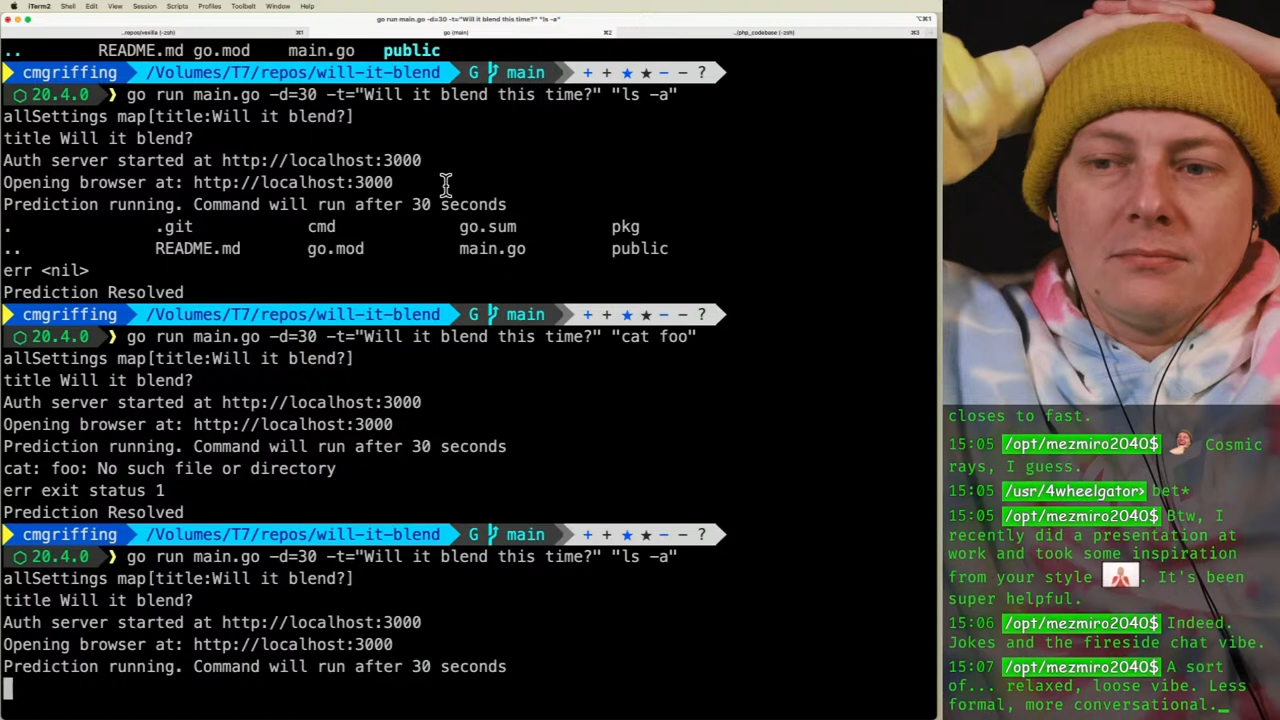 iTerm2 Shell Edit View Session Scripts Profiles Toolbelt Window Help
go run main.go -d=30 -t="Will it blend this time?" "ls -a"
⌥⌘1
..repos/vexilla (-zsh) ⌘1 go (main) ⌘2 ../php_codebase (-zsh) ⌘3
.. README.md go.mod main.go public
cmgriffing /Volumes/T7/repos/will-it-blend G main + + ★ ★ − − ?
20.4.0 ❯ go run main.go -d=30 -t="Will it blend this time?" "ls -a"
allSettings map[title:Will it blend?]
title Will it blend?
Auth server started at http://localhost:3000
Opening browser at: http://localhost:3000
Prediction running. Command will run after 30 seconds
. .git cmd go.sum pkg
.. README.md go.mod main.go public
err <nil>
Prediction Resolved
cmgriffing /Volumes/T7/repos/will-it-blend G main + + ★ ★ − − ?
20.4.0 ❯ go run main.go -d=30 -t="Will it blend this time?" "cat foo"
allSettings map[title:Will it blend?]
title Will it blend?
Auth server started at http://localhost:3000
Opening browser at: http://localhost:3000
Prediction running. Command will run after 30 seconds
cat: foo: No such file or directory
err exit status 1
Prediction Resolved
cmgriffing /Volumes/T7/repos/will-it-blend G main + + ★ ★ − − ?
20.4.0 ❯ go run main.go -d=30 -t="Will it blend this time?" "ls -a"
allSettings map[title:Will it blend?]
title Will it blend?
Auth server started at http://localhost:3000
Opening browser at: http://localhost:3000
Prediction running. Command will run after 30 seconds
closes to fast.
15:05 /opt/mezmiro2040$ Cosmic
rays, I guess.
15:05 /usr/4wheelgator> bet*
15:05 /opt/mezmiro2040$ Btw, I
recently did a presentation at
work and took some inspiration
from your style . It's been
super helpful.
15:06 /opt/mezmiro2040$ Indeed.
Jokes and the fireside chat vibe.
15:07 /opt/mezmiro2040$ A sort
of... relaxed, loose vibe. Less
formal, more conversational._